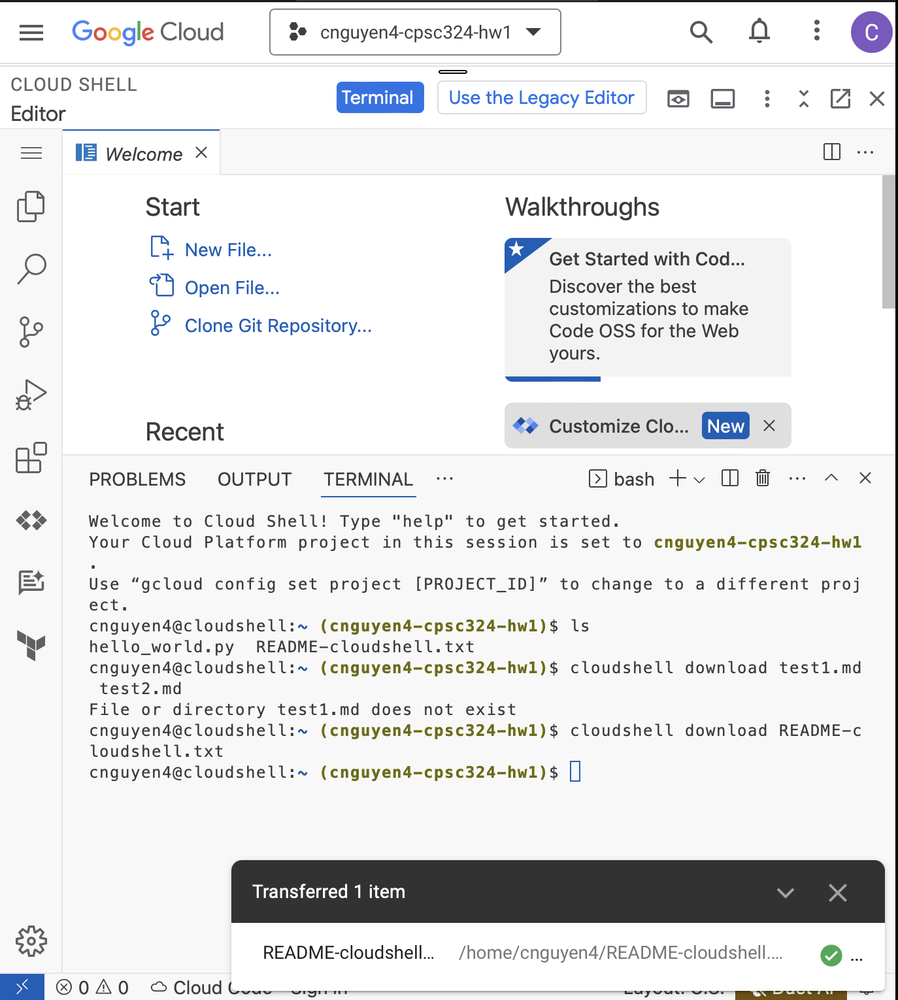 Google Cloud
cnguyen4-cpsc324-hw1
C
CLOUD SHELL
Editor
Terminal
Use the Legacy Editor
Welcome
Start
New File...
Open File...
Clone Git Repository...
Recent
Walkthroughs
Get Started with Cod...
Discover the best
customizations to make
Code OSS for the Web
yours.
Customize Clo...
New
PROBLEMS OUTPUT TERMINAL ...
bash
Welcome to Cloud Shell! Type "help" to get started.
Your Cloud Platform project in this session is set to cnguyen4-cpsc324-hw1
.
Use “gcloud config set project [PROJECT_ID]” to change to a different proj
ect.
cnguyen4@cloudshell:~ (cnguyen4-cpsc324-hw1)$ ls
hello_world.py  README-cloudshell.txt
cnguyen4@cloudshell:~ (cnguyen4-cpsc324-hw1)$ cloudshell download test1.md
 test2.md
File or directory test1.md does not exist
cnguyen4@cloudshell:~ (cnguyen4-cpsc324-hw1)$ cloudshell download README-c
loudshell.txt
cnguyen4@cloudshell:~ (cnguyen4-cpsc324-hw1)$
Transferred 1 item
README-cloudshell... /home/cnguyen4/README-cloudshell.... ...
0 0 Cloud Code Sign in Layout: U.S.